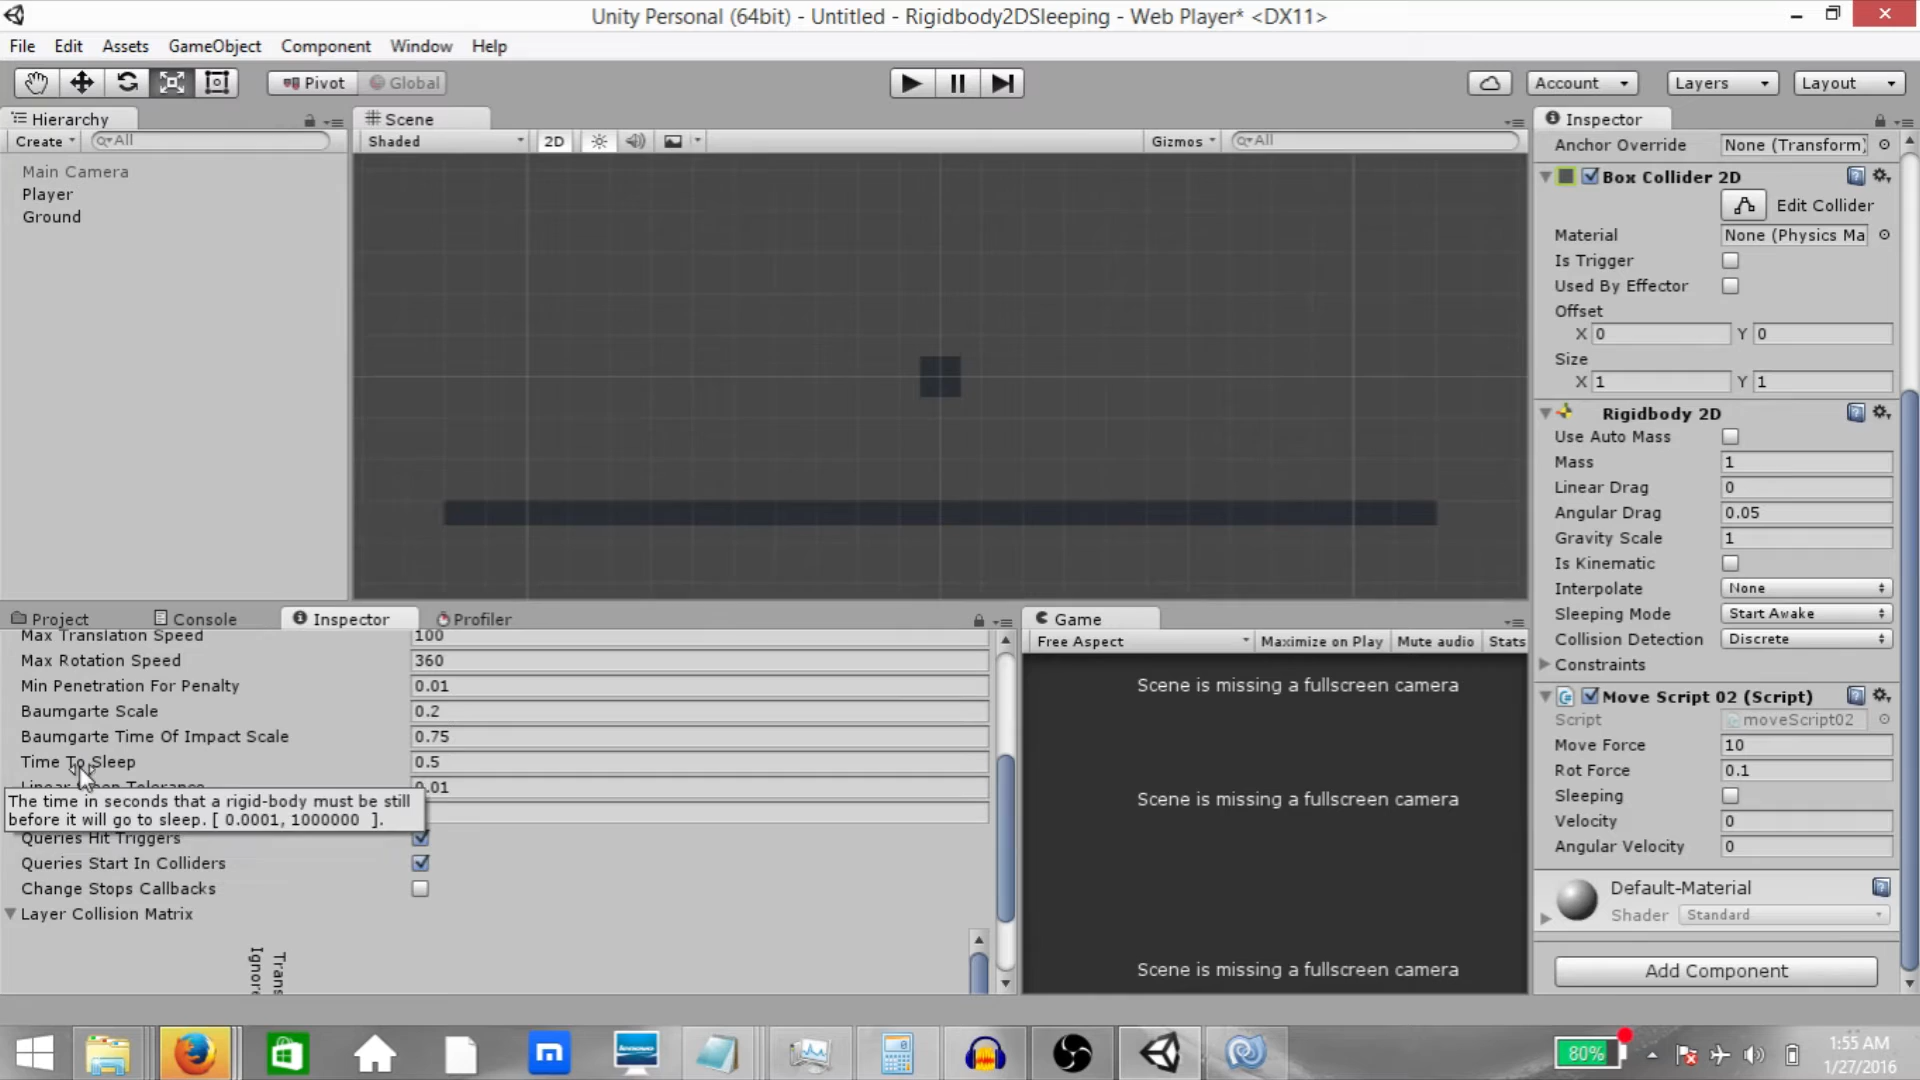 Unity Personal (64bit) - Untitled - Rigidbody2DSleeping - Web Player* <DX11>
File Edit Assets GameObject Component Window Help
Pivot Global Account Layers Layout
Hierarchy
Create All
Main Camera
Player
Ground
Scene
Shaded 2D Gizmos All
Inspector
Anchor Override None (Transform)
Box Collider 2D
Edit Collider
Material None (Physics Ma
Is Trigger
Used By Effector
Offset
X 0 Y 0
Size
X 1 Y 1
Rigidbody 2D
Use Auto Mass
Mass 1
Linear Drag 0
Angular Drag 0.05
Gravity Scale 1
Is Kinematic
Interpolate None
Sleeping Mode Start Awake
Collision Detection Discrete
Constraints
Move Script 02 (Script)
Script moveScript02
Move Force 10
Rot Force 0.1
Sleeping
Velocity 0
Angular Velocity 0
Default-Material
Shader Standard
Add Component
Project Console Inspector Profiler
Max Translation Speed 100
Max Rotation Speed 360
Min Penetration For Penalty 0.01
Baumgarte Scale 0.2
Baumgarte Time Of Impact Scale 0.75
Time To Sleep 0.5
Linear Sleep Tolerance 0.01
The time in seconds that a rigid-body must be still
before it will go to sleep. [ 0.0001, 1000000 ].
Queries Hit Triggers
Queries Start In Colliders
Change Stops Callbacks
Layer Collision Matrix
Trans
Ignor
Game
Free Aspect Maximize on Play Mute audio Stats
Scene is missing a fullscreen camera
Scene is missing a fullscreen camera
Scene is missing a fullscreen camera
80%
1:55 AM
1/27/2016